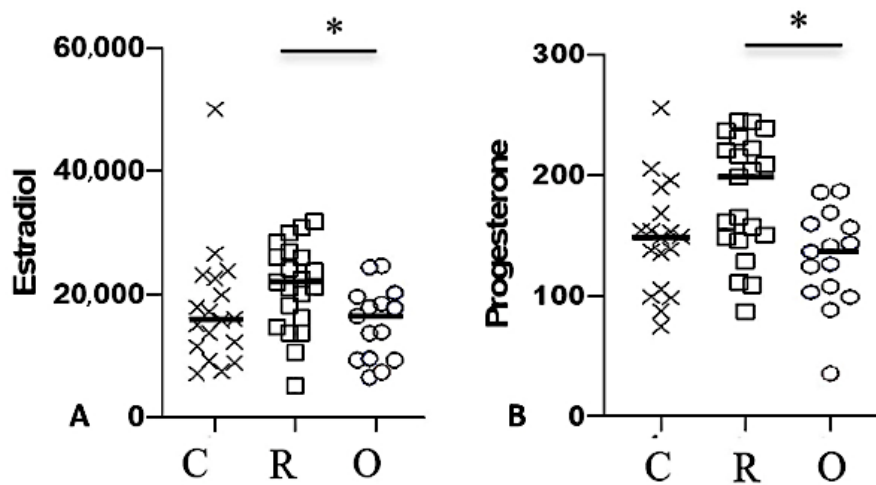 Estradiol
60,000
40,000
20,000
0
*
A
C R O
Progesterone
300
200
100
0
*
B
C R O